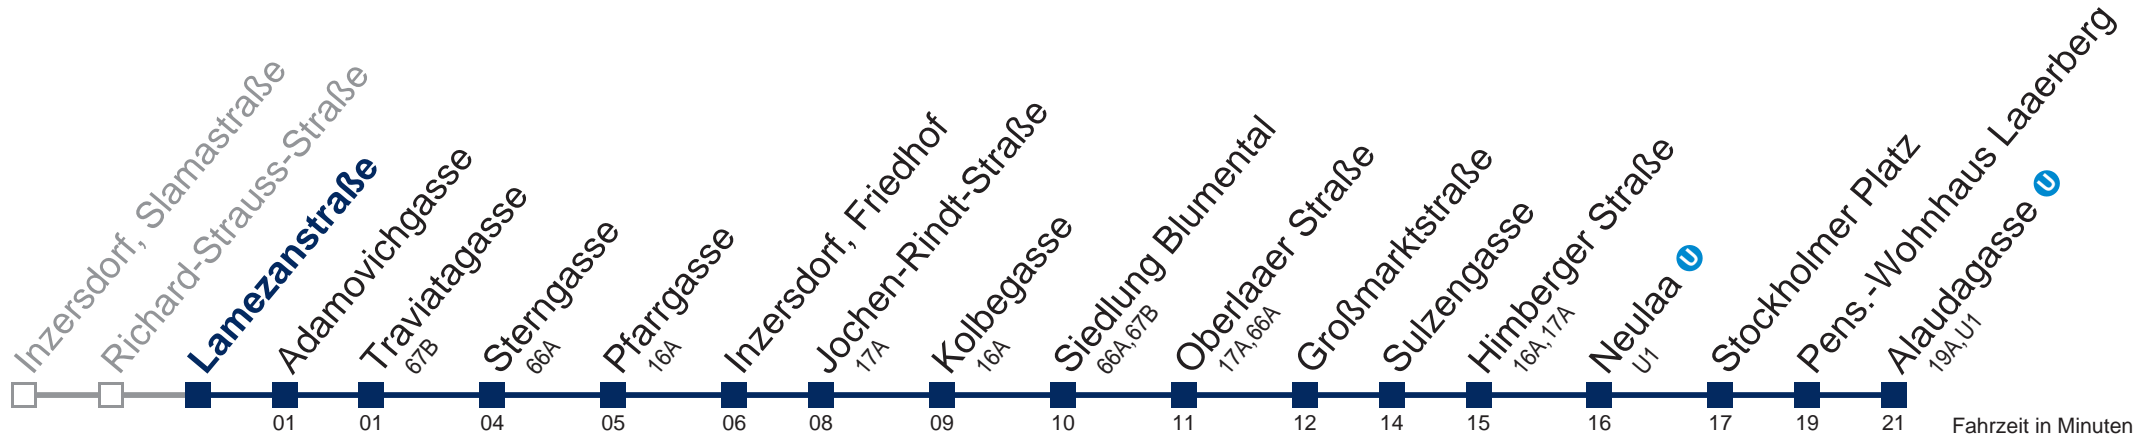 Inzersdorf, Slamastraße
Richard-Strauss-Straße
Lamezanstraße
Adamovichgasse
Traviatagasse
67B
Sterngasse
66A
Pfarrgasse
16A
Inzersdorf, Friedhof
Jochen-Rindt-Straße
17A
Kolbegasse
16A
Siedlung Blumental
66A,67B
Oberlaaer Straße
17A,66A
Großmarktstraße
Sulzengasse
Himberger Straße
16A,17A
Neulaa U
U1
Stockholmer Platz
Pens.-Wohnhaus Laaerberg
Alaudagasse U
19A,U1
01 01 04 05 06 08 09 10 11 12 14 15 16 17 19 21 Fahrzeit in Minuten